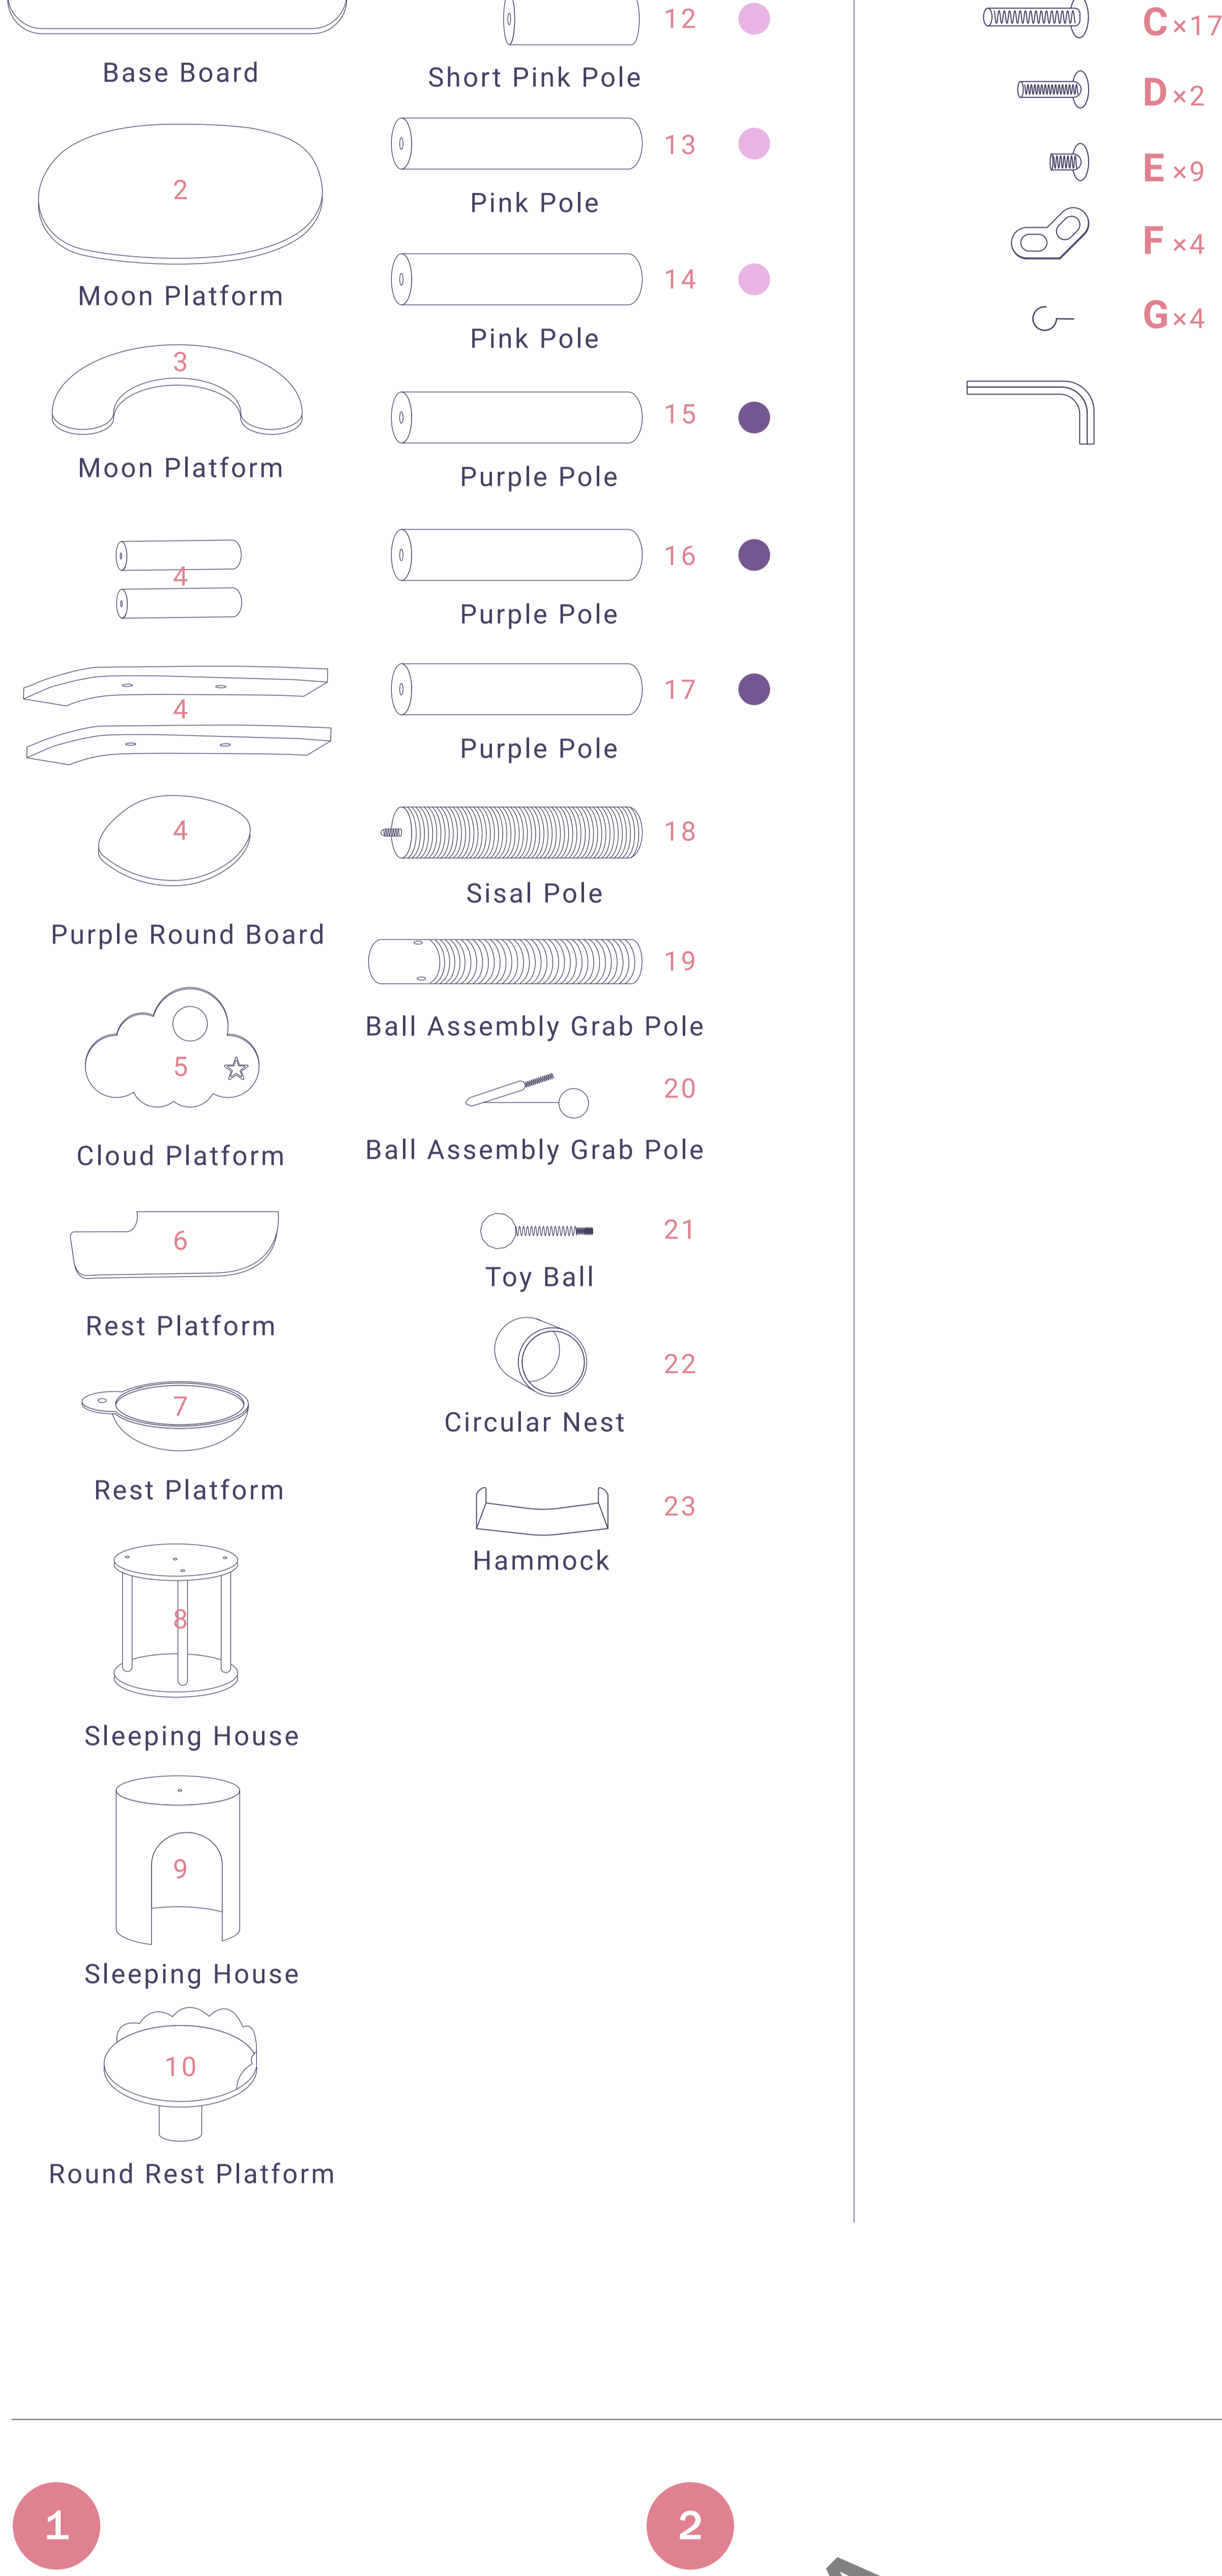 Base Board
2
Moon Platform
3
Moon Platform
4
4
4
Purple Round Board
5
Cloud Platform
6
Rest Platform
7
Rest Platform
8
Sleeping House
9
Sleeping House
10
Round Rest Platform
12
Short Pink Pole
13
Pink Pole
14
Pink Pole
15
Purple Pole
16
Purple Pole
17
Purple Pole
18
Sisal Pole
19
Ball Assembly Grab Pole
20
Ball Assembly Grab Pole
21
Toy Ball
22
Circular Nest
23
Hammock
C×17
D×2
E×9
F×4
G×4
1
2